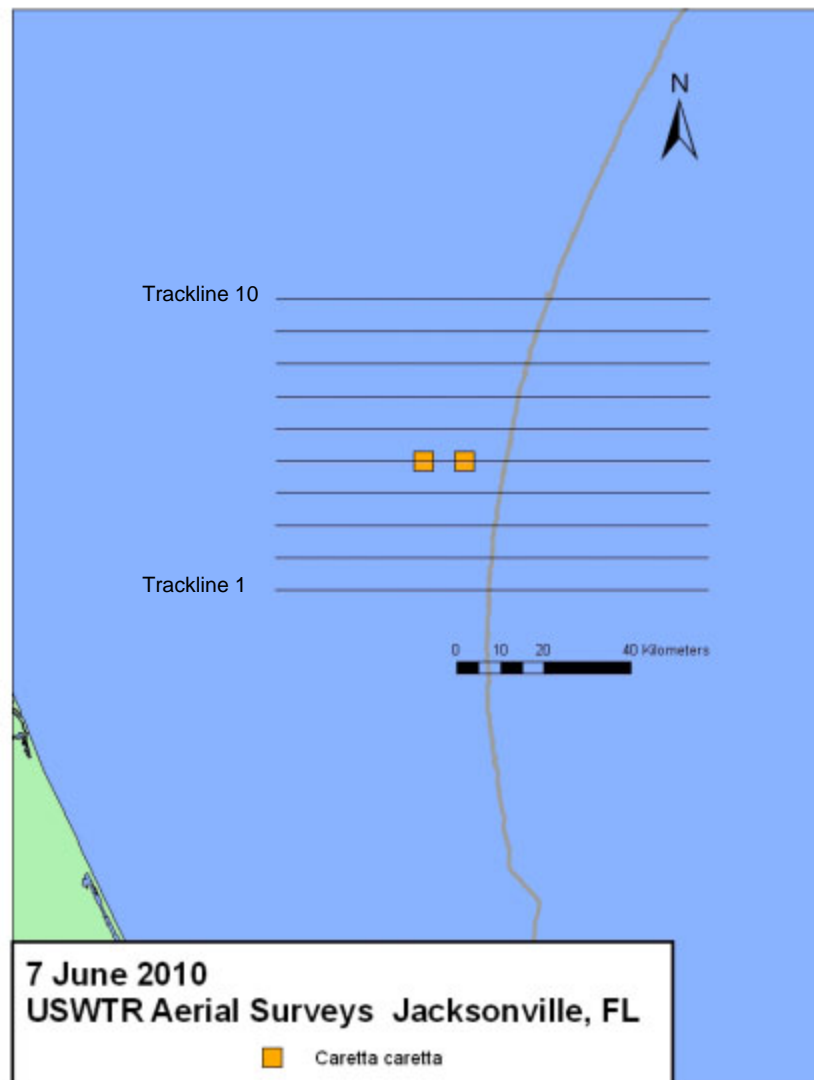 N
Trackline 10
Trackline 1
0 10 20 40 Kilometers
7 June 2010
USWTR Aerial Surveys Jacksonville, FL
Caretta caretta